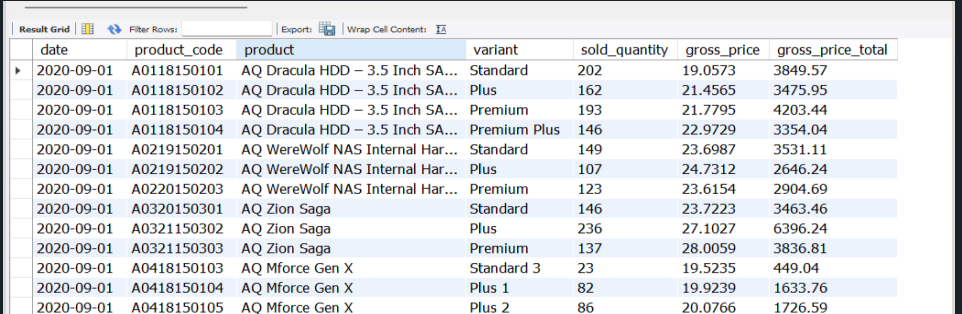 Result Grid Filter Rows: Export: Wrap Cell Content:
date product_code product variant sold_quantity gross_price gross_price_total
2020-09-01 A0118150101 AQ Dracula HDD – 3.5 Inch SA... Standard 202 19.0573 3849.57
2020-09-01 A0118150102 AQ Dracula HDD – 3.5 Inch SA... Plus 162 21.4565 3475.95
2020-09-01 A0118150103 AQ Dracula HDD – 3.5 Inch SA... Premium 193 21.7795 4203.44
2020-09-01 A0118150104 AQ Dracula HDD – 3.5 Inch SA... Premium Plus 146 22.9729 3354.04
2020-09-01 A0219150201 AQ WereWolf NAS Internal Har... Standard 149 23.6987 3531.11
2020-09-01 A0219150202 AQ WereWolf NAS Internal Har... Plus 107 24.7312 2646.24
2020-09-01 A0220150203 AQ WereWolf NAS Internal Har... Premium 123 23.6154 2904.69
2020-09-01 A0320150301 AQ Zion Saga Standard 146 23.7223 3463.46
2020-09-01 A0321150302 AQ Zion Saga Plus 236 27.1027 6396.24
2020-09-01 A0321150303 AQ Zion Saga Premium 137 28.0059 3836.81
2020-09-01 A0418150103 AQ Mforce Gen X Standard 3 23 19.5235 449.04
2020-09-01 A0418150104 AQ Mforce Gen X Plus 1 82 19.9239 1633.76
2020-09-01 A0418150105 AQ Mforce Gen X Plus 2 86 20.0766 1726.59